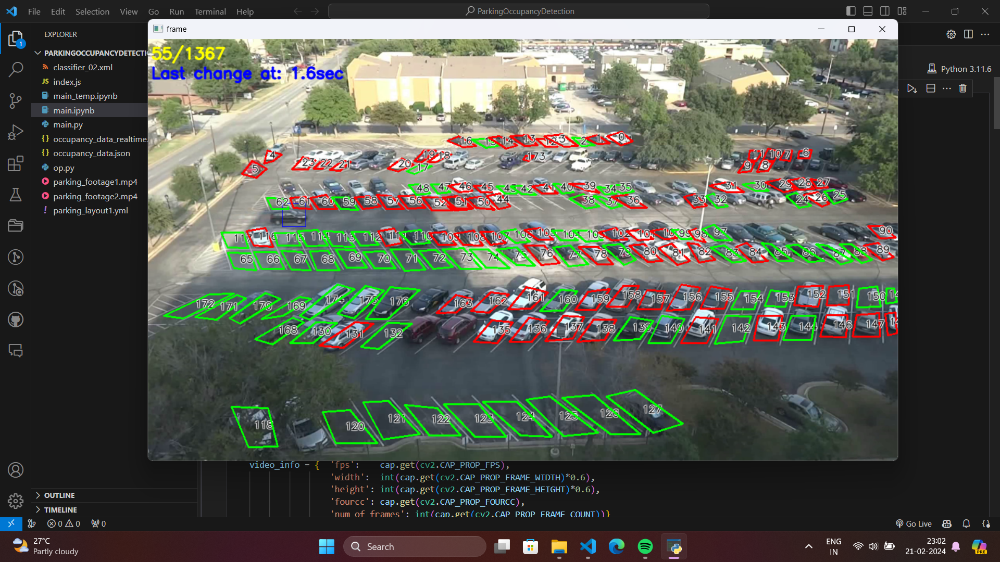 File Edit Selection View Go Run Terminal Help
ParkingOccupancyDetection
EXPLORER
frame
PARKINGOCCUPANCYDETECTI
classifier_02.xml
JS index.js
main_temp.ipynb
main.ipynb
main.py
{} occupancy_data_realtime.
{} occupancy_data.json
op.py
parking_footage1.mp4
parking_footage2.mp4
! parking_layout1.yml
1
Python 3.11.6
55/1367
Last change at: 1.6sec
16 15 14 13 12 3 2 1 0
4 19 18 173 11 10 7 6
5 23 22 21 20 17 9 8
48 47 46 45 43 42 41 40 39 34 35 31 30 29 28 27
62 61 60 59 58 57 56 52 51 50 44 38 37 36 33 32 24 26 25
117 116 115 114 113 112 111 110 109 108 107 106 105 104 103 102 101 10 99 98 97 90
65 66 67 68 69 70 71 72 73 74 75 76 77 78 79 80 81 82 83 84 85 86 87 88 89
172 171 170 169 174 175 176 163 162 161 160 159 158 157 156 155 154 153 152 151 150 14
168 130 131 132 135 136 137 138 139 140 141 142 143 144 146 147 14
118 120 121 122 123 124 125 126 127
video_info = { 'fps': cap.get(cv2.CAP_PROP_FPS),
'width': int(cap.get(cv2.CAP_PROP_FRAME_WIDTH)*0.6),
'height': int(cap.get(cv2.CAP_PROP_FRAME_HEIGHT)*0.6),
'fourcc': cap.get(cv2.CAP_PROP_FOURCC),
'num_of_frames': int(cap.get(cv2.CAP_PROP_FRAME_COUNT))}
OUTLINE
TIMELINE
0 0 0
Go Live
27°C
Partly cloudy
Search
ENG
IN
23:02
21-02-2024
PRE